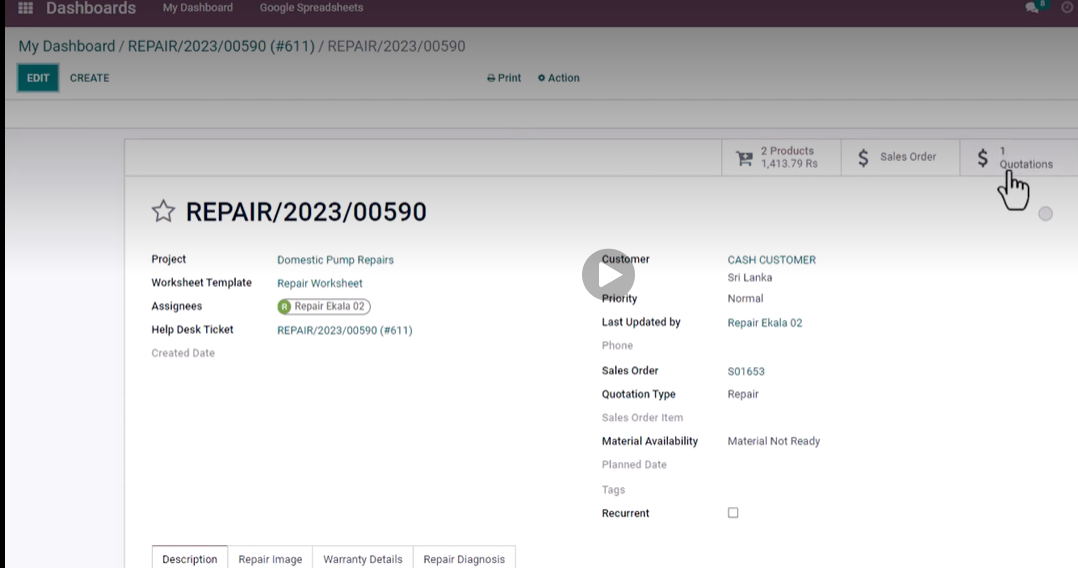 Dashboards My Dashboard Google Spreadsheets 8
My Dashboard / REPAIR/2023/00590 (#611) / REPAIR/2023/00590
EDIT CREATE Print Action
2 Products
1,413.79 Rs
Sales Order
1
Quotations
REPAIR/2023/00590
Project Domestic Pump Repairs
Worksheet Template Repair Worksheet
Assignees R Repair Ekala 02
Help Desk Ticket REPAIR/2023/00590 (#611)
Created Date
Customer CASH CUSTOMER
Sri Lanka
Priority Normal
Last Updated by Repair Ekala 02
Phone
Sales Order S01653
Quotation Type Repair
Sales Order Item
Material Availability Material Not Ready
Planned Date
Tags
Recurrent
Description Repair Image Warranty Details Repair Diagnosis